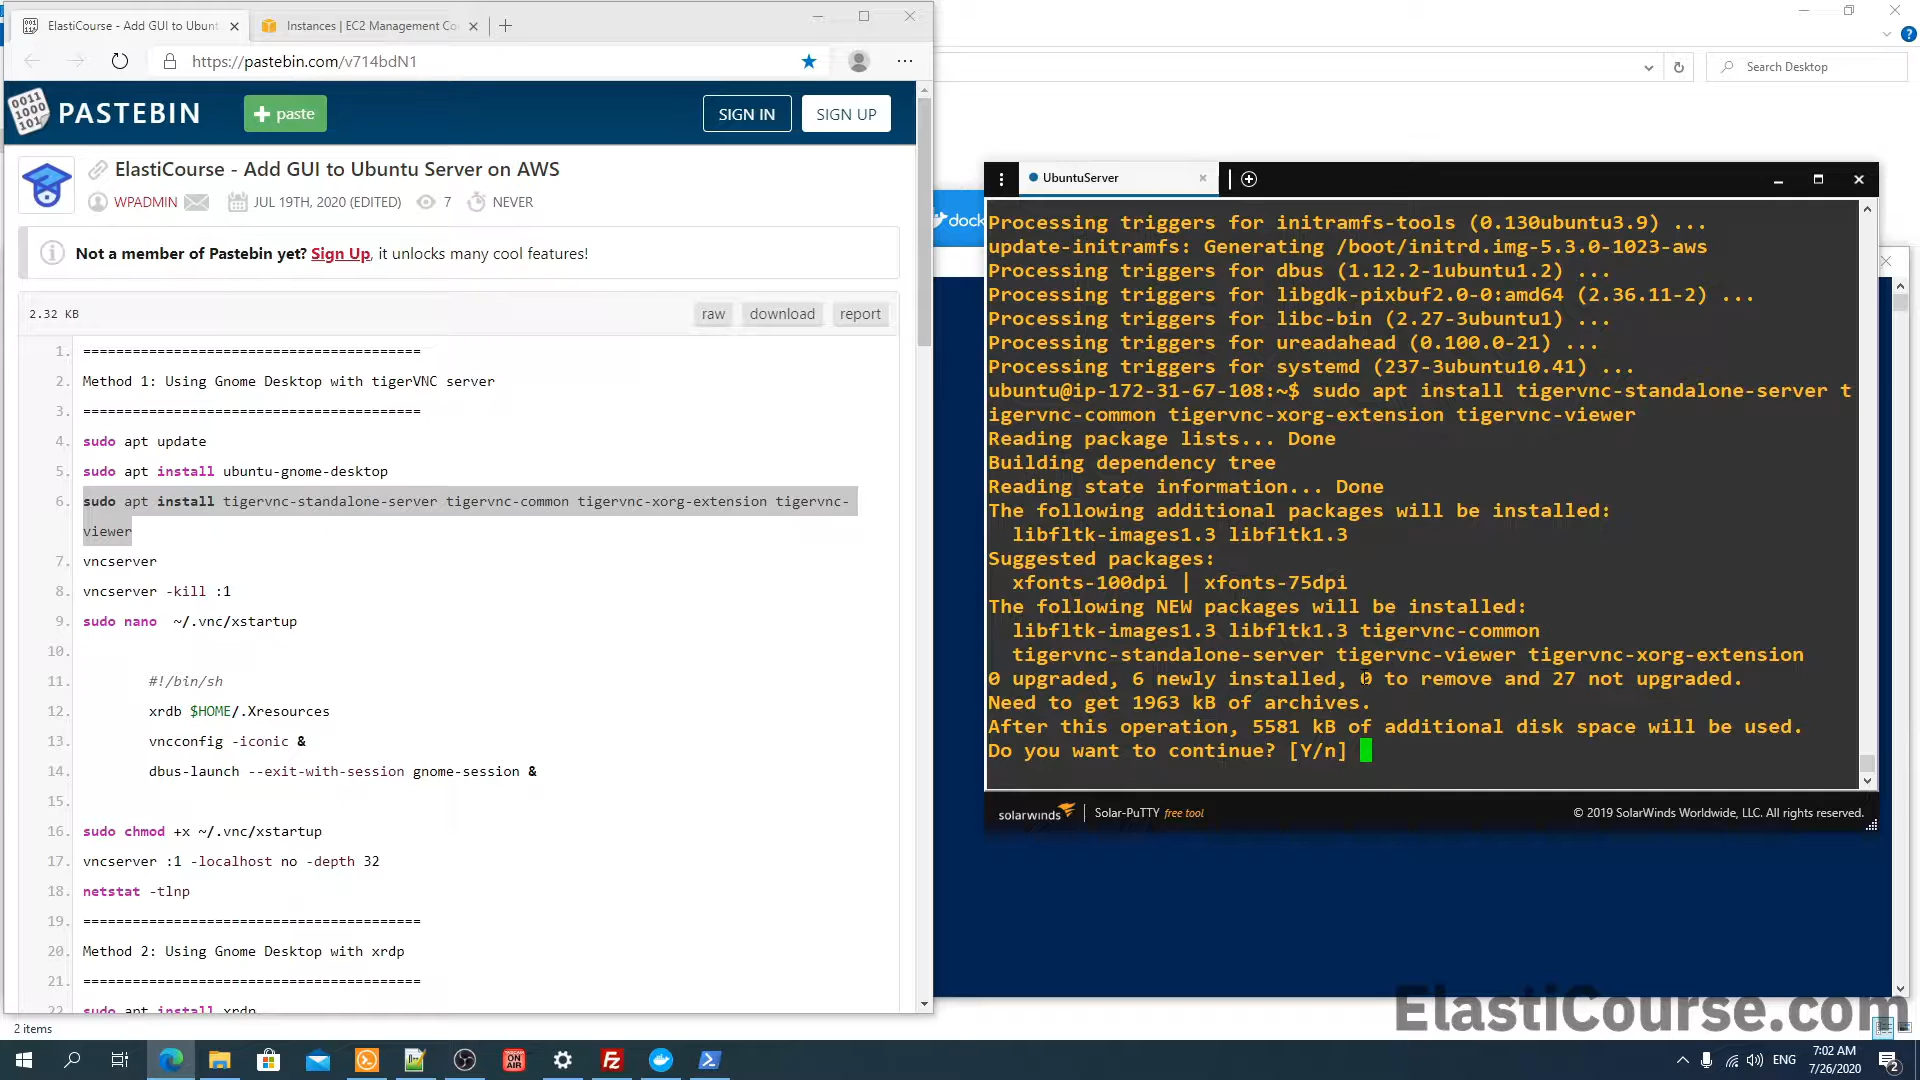 ElastiCourse - Add GUI to Ubunt
Instances | EC2 Management Co
https://pastebin.com/v714bdN1
Search Desktop
PASTEBIN
paste
SIGN IN
SIGN UP
ElastiCourse - Add GUI to Ubuntu Server on AWS
WPADMIN
JUL 19TH, 2020 (EDITED)
7
NEVER
Not a member of Pastebin yet? Sign Up, it unlocks many cool features!
2.32 KB
raw
download
report
1. =========================================
2. Method 1: Using Gnome Desktop with tigerVNC server
3. =========================================
4. sudo apt update
5. sudo apt install ubuntu-gnome-desktop
6. sudo apt install tigervnc-standalone-server tigervnc-common tigervnc-xorg-extension tigervnc-
viewer
7. vncserver
8. vncserver -kill :1
9. sudo nano  ~/.vnc/xstartup
10.
11. #!/bin/sh
12. xrdb $HOME/.Xresources
13. vncconfig -iconic &
14. dbus-launch --exit-with-session gnome-session &
15.
16. sudo chmod +x ~/.vnc/xstartup
17. vncserver :1 -localhost no -depth 32
18. netstat -tlnp
19. =========================================
20. Method 2: Using Gnome Desktop with xrdp
21. =========================================
22. sudo apt install xrdp
2 items
dock
UbuntuServer
Processing triggers for initramfs-tools (0.130ubuntu3.9) ...
update-initramfs: Generating /boot/initrd.img-5.3.0-1023-aws
Processing triggers for dbus (1.12.2-1ubuntu1.2) ...
Processing triggers for libgdk-pixbuf2.0-0:amd64 (2.36.11-2) ...
Processing triggers for libc-bin (2.27-3ubuntu1) ...
Processing triggers for ureadahead (0.100.0-21) ...
Processing triggers for systemd (237-3ubuntu10.41) ...
ubuntu@ip-172-31-67-108:~$ sudo apt install tigervnc-standalone-server t
igervnc-common tigervnc-xorg-extension tigervnc-viewer
Reading package lists... Done
Building dependency tree
Reading state information... Done
The following additional packages will be installed:
libfltk-images1.3 libfltk1.3
Suggested packages:
xfonts-100dpi | xfonts-75dpi
The following NEW packages will be installed:
libfltk-images1.3 libfltk1.3 tigervnc-common
tigervnc-standalone-server tigervnc-viewer tigervnc-xorg-extension
0 upgraded, 6 newly installed, 0 to remove and 27 not upgraded.
Need to get 1963 kB of archives.
After this operation, 5581 kB of additional disk space will be used.
Do you want to continue? [Y/n]
solarwinds
Solar-PuTTY free tool
© 2019 SolarWinds Worldwide, LLC. All rights reserved.
ElastiCourse.com
ON AIR
ENG
7:02 AM
7/26/2020
2